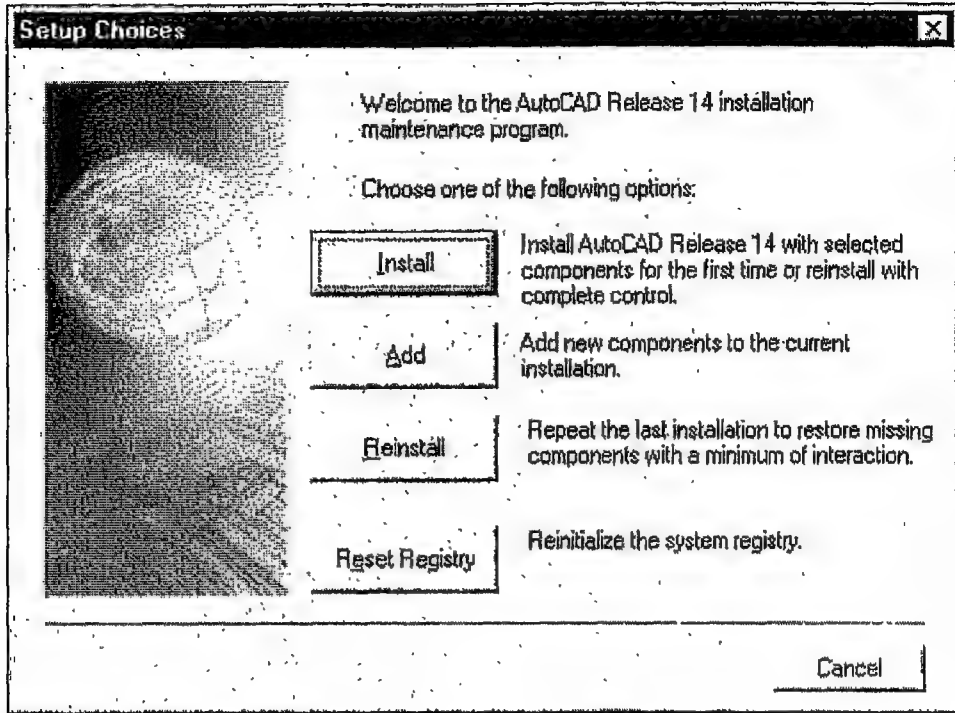 Setup Choices
Welcome to the AutoCAD Release 14 installation
maintenance program.
Choose one of the following options:
Install
Install AutoCAD Release 14 with selected
components for the first time or reinstall with
complete control.
Add
Add new components to the current
installation.
Reinstall
Repeat the last installation to restore missing
components with a minimum of interaction.
Reset Registry
Reinitialize the system registry.
Cancel